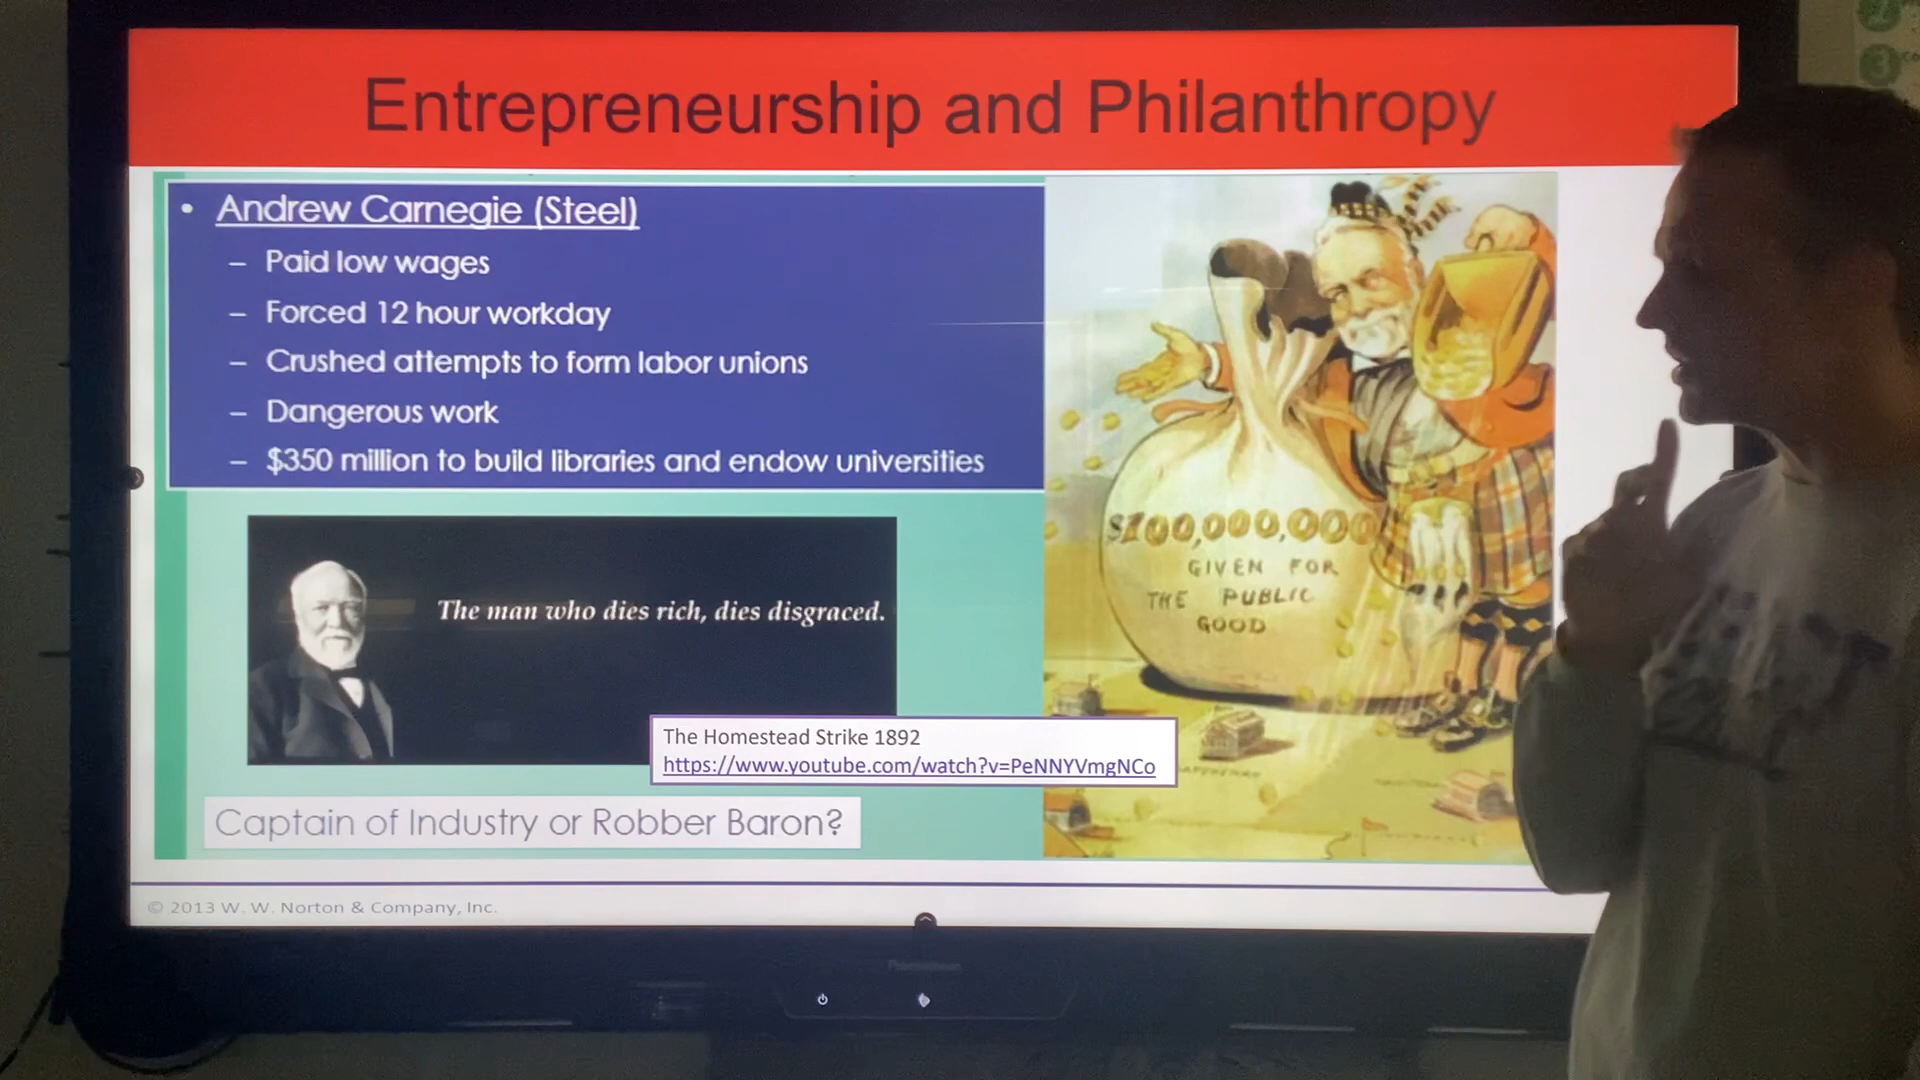 Entrepreneurship and Philanthropy
• Andrew Carnegie (Steel)
– Paid low wages
– Forced 12 hour workday
– Crushed attempts to form labor unions
– Dangerous work
– $350 million to build libraries and endow universities
$100,000,000
GIVEN FOR
THE PUBLIC
GOOD
The man who dies rich, dies disgraced.
The Homestead Strike 1892
https://www.youtube.com/watch?v=PeNNYVmgNCo
Captain of Industry or Robber Baron?
© 2013 W. W. Norton & Company, Inc.
3